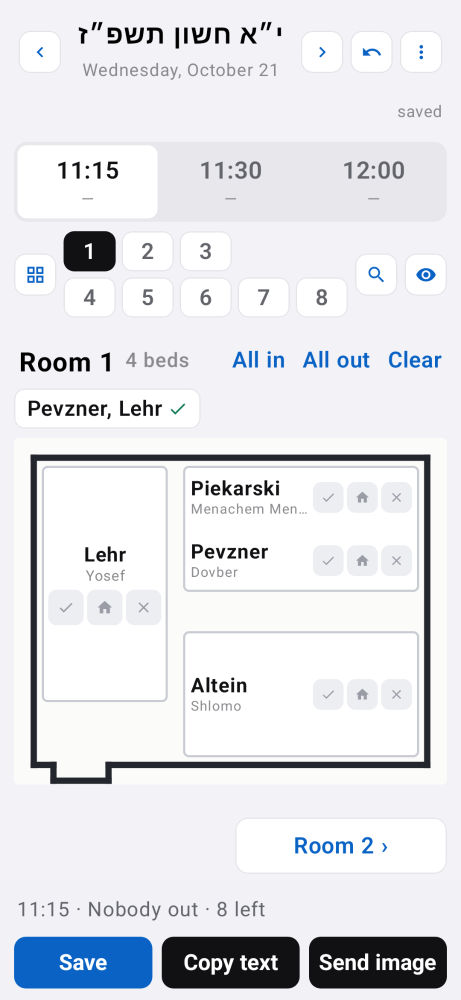 י״א חשון תשפ״ז
Wednesday, October 21
saved
11:15 11:30 12:00
– – –
1 2 3
4 5 6 7 8
Room 1 4 beds All in All out Clear
Pevzner, Lehr ✓
Piekarski
Menachem Men...
Pevzner
Dovber
Lehr
Yosef
Altein
Shlomo
Room 2 ›
11:15 · Nobody out · 8 left
Save Copy text Send image